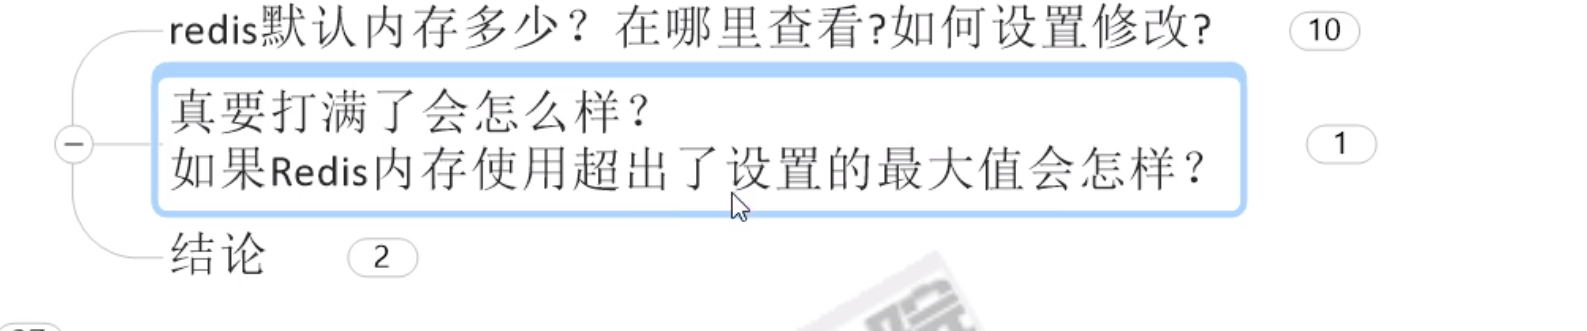 redis默认内存多少？在哪里查看?如何设置修改?
10
真要打满了会怎么样？
如果Redis内存使用超出了设置的最大值会怎样？
1
结论
2